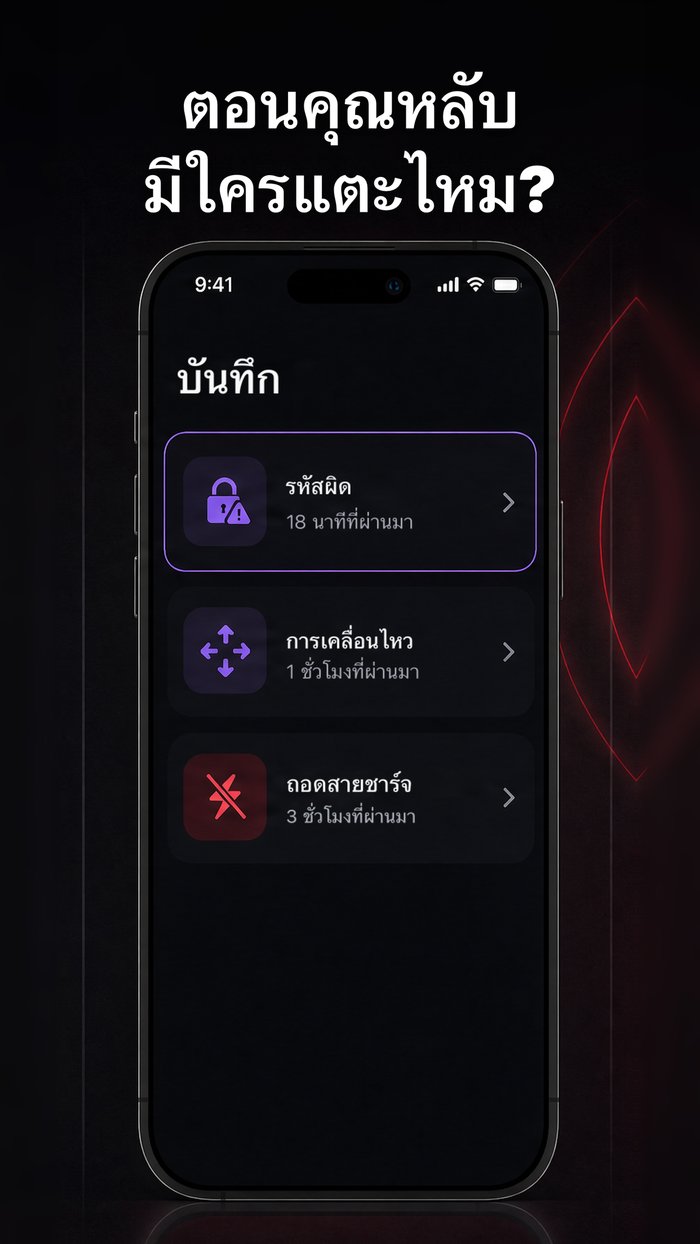 ตอนคุณหลับ
มีใครแตะไหม?
9:41
บันทึก
รหัสผิด
18 นาทีที่ผ่านมา
การเคลื่อนไหว
1 ชั่วโมงที่ผ่านมา
ถอดสายชาร์จ
3 ชั่วโมงที่ผ่านมา